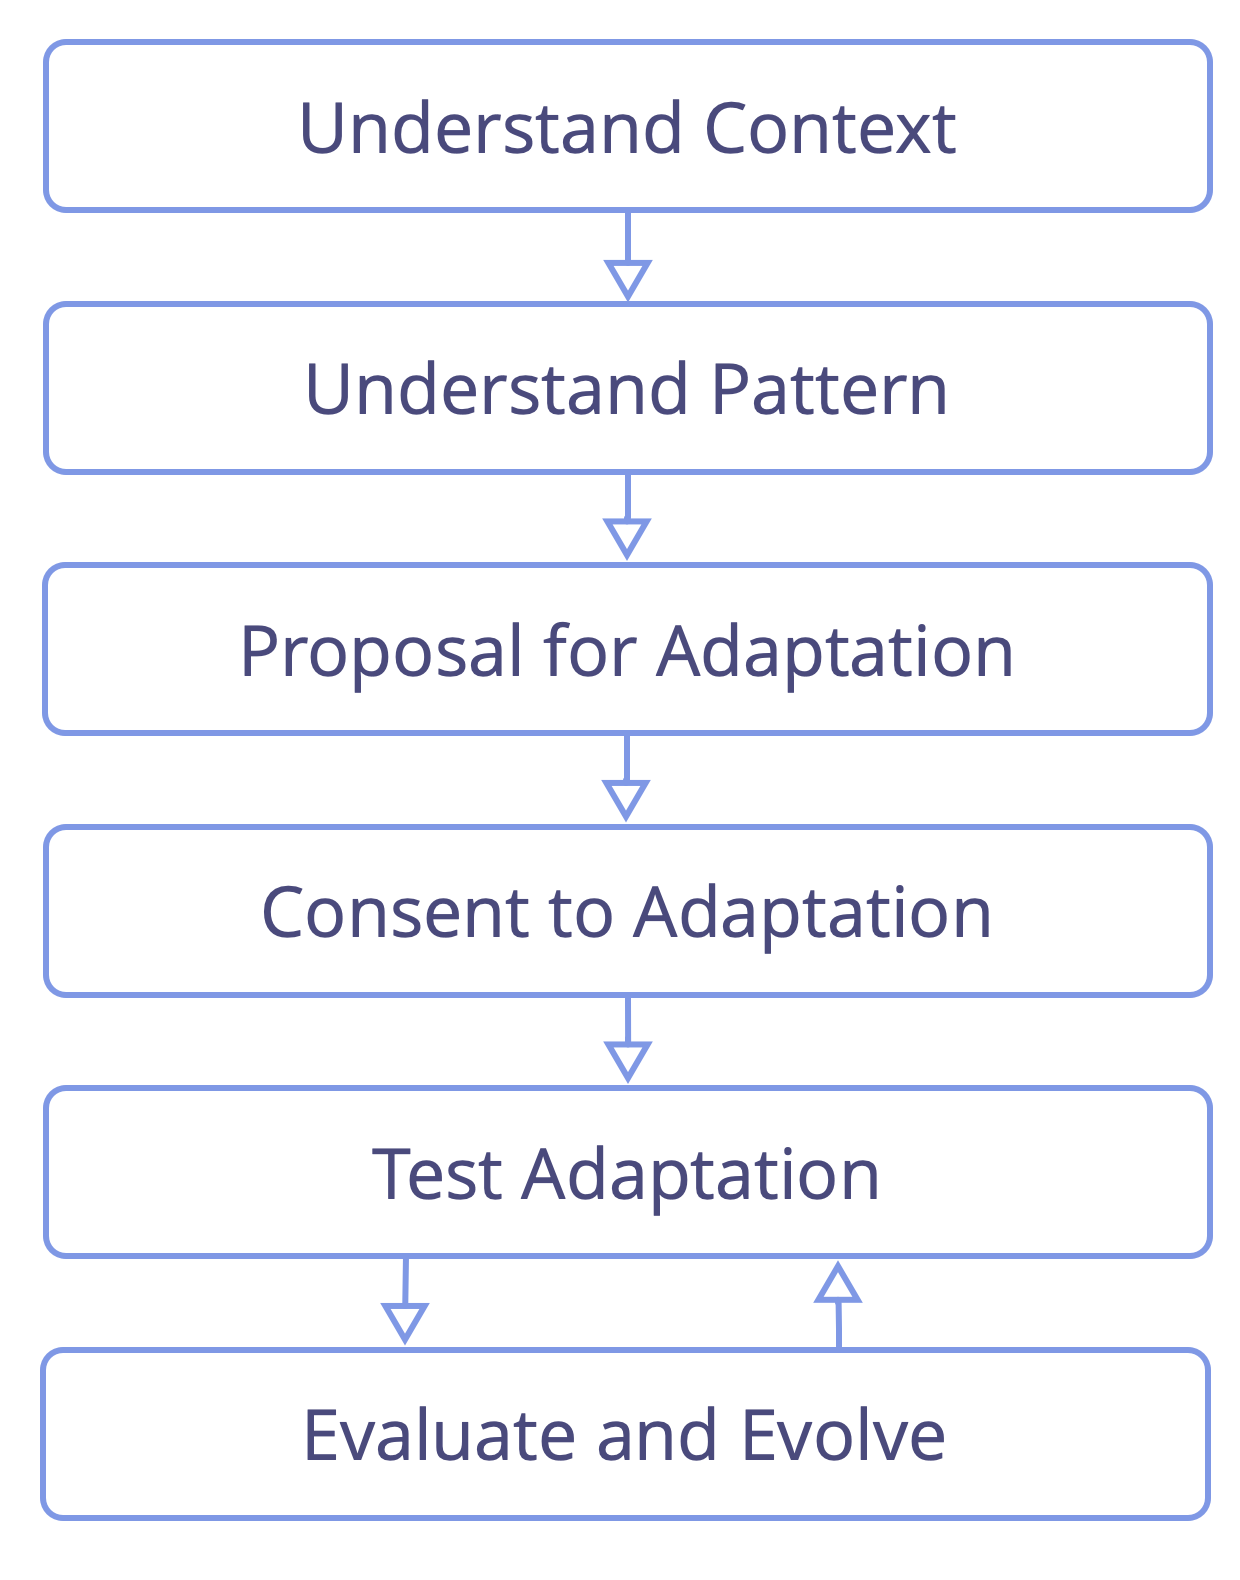 Understand Context
Understand Pattern
Proposal for Adaptation
Consent to Adaptation
Test Adaptation
Evaluate and Evolve